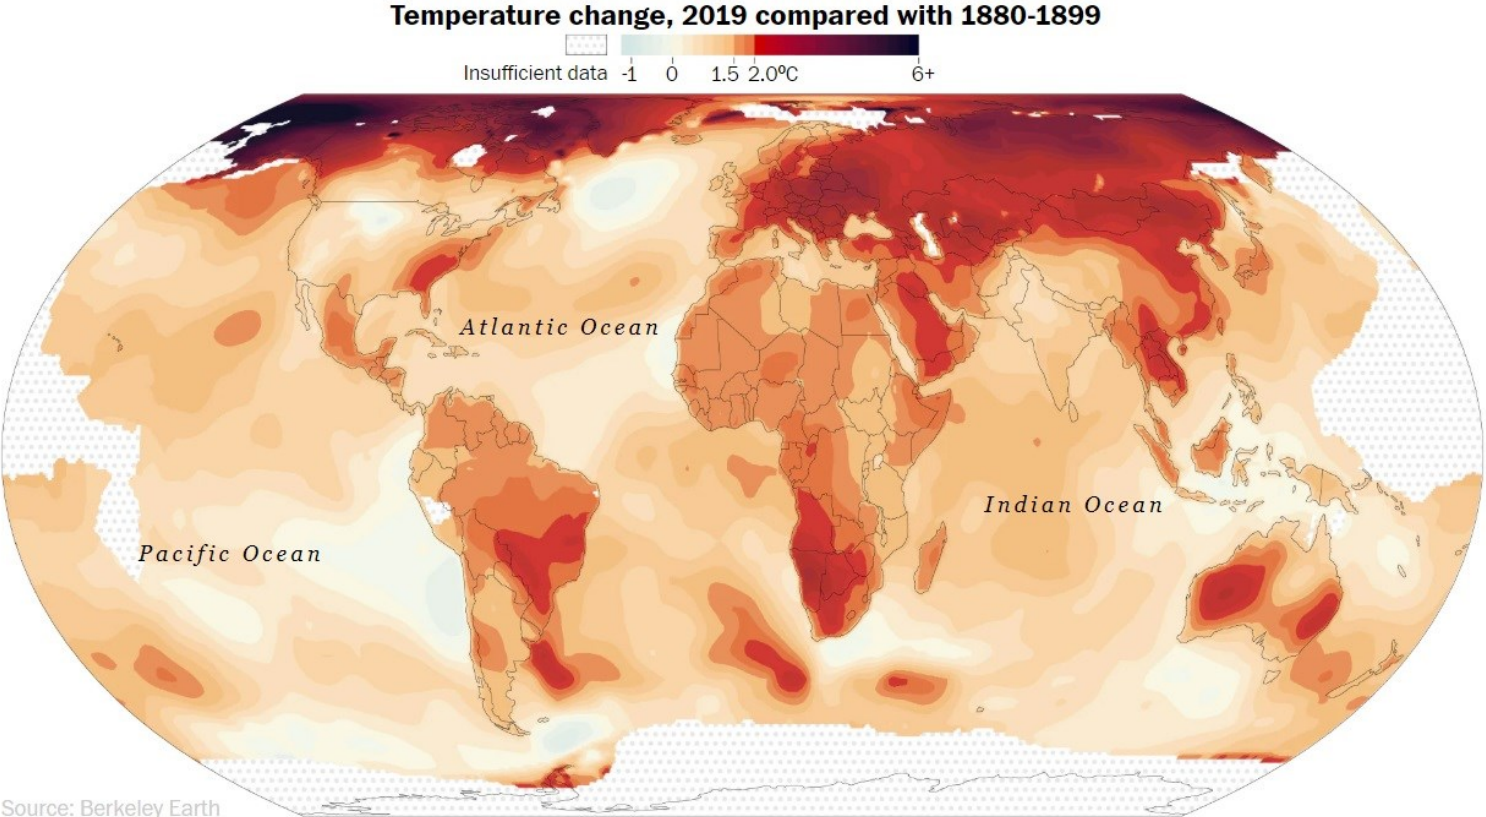 Temperature change, 2019 compared with 1880-1899
Insufficient data -1 0 1.5 2.0ºC 6+
Atlantic Ocean
Indian Ocean
Pacific Ocean
Source: Berkeley Earth